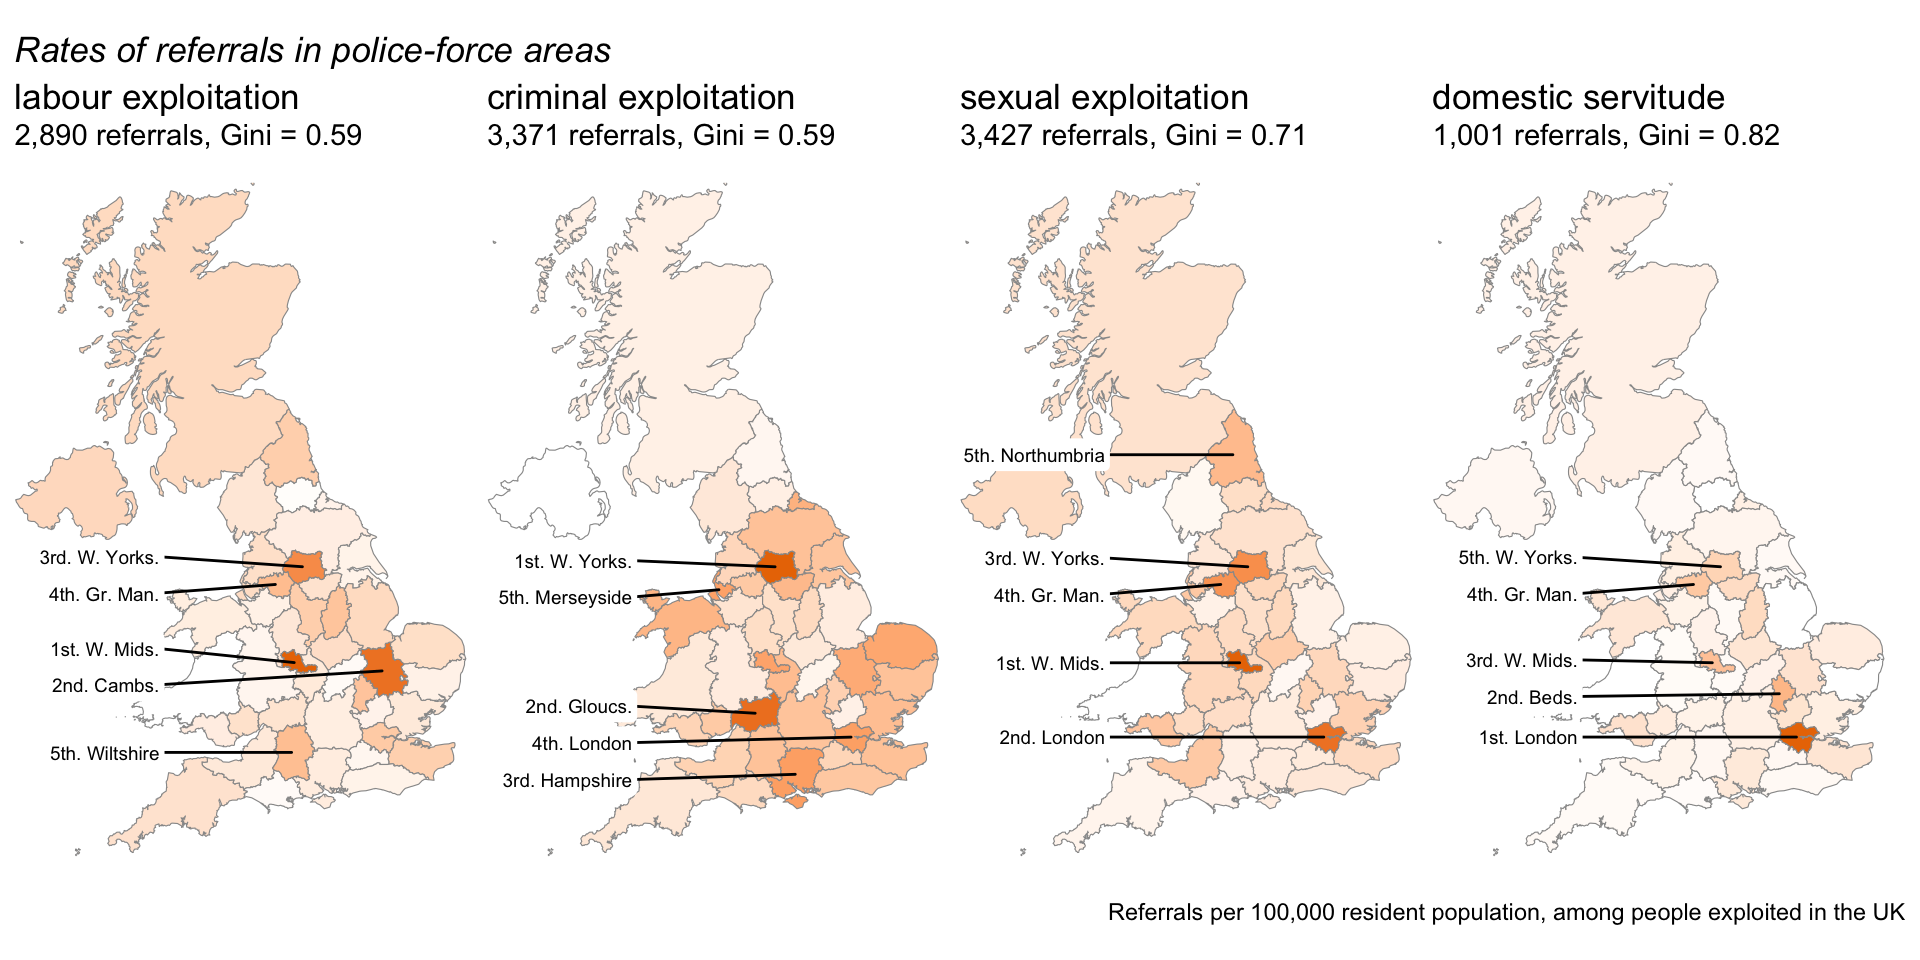 Rates of referrals in police-force areas
labour exploitation
2,890 referrals, Gini = 0.59
3rd. W. Yorks.
4th. Gr. Man.
1st. W. Mids.
2nd. Cambs.
5th. Wiltshire
criminal exploitation
3,371 referrals, Gini = 0.59
1st. W. Yorks.
5th. Merseyside
2nd. Gloucs.
4th. London
3rd. Hampshire
sexual exploitation
3,427 referrals, Gini = 0.71
5th. Northumbria
3rd. W. Yorks.
4th. Gr. Man.
1st. W. Mids.
2nd. London
domestic servitude
1,001 referrals, Gini = 0.82
5th. W. Yorks.
4th. Gr. Man.
3rd. W. Mids.
2nd. Beds.
1st. London
Referrals per 100,000 resident population, among people exploited in the UK